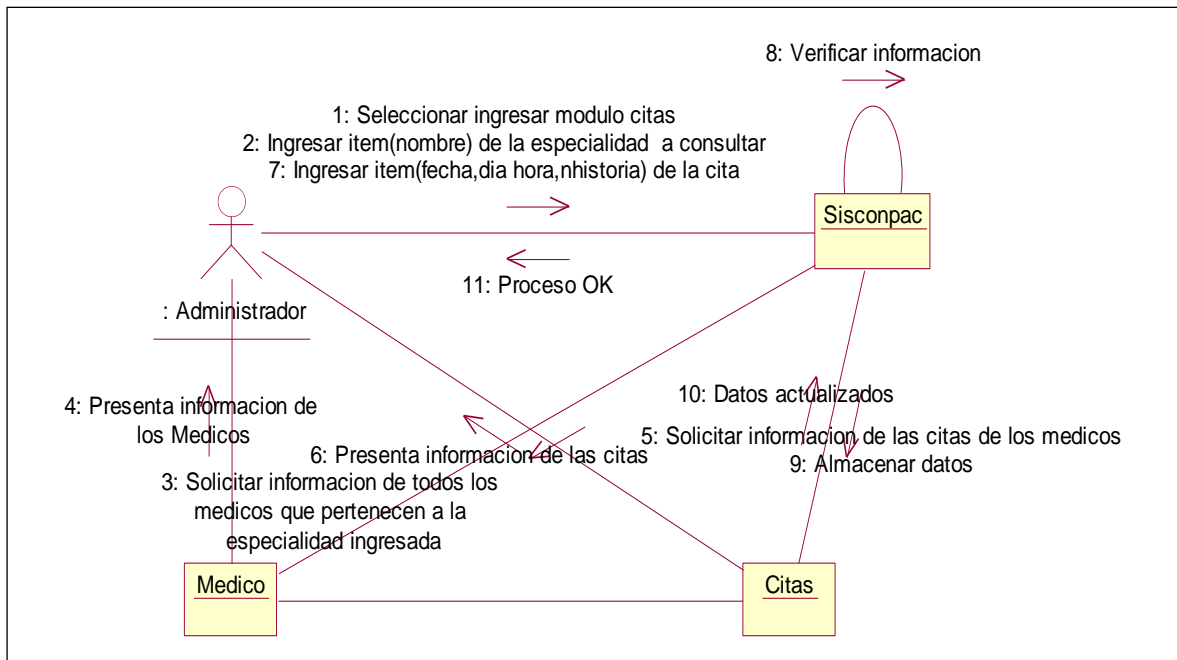 8: Verificar informacion
1: Seleccionar ingresar modulo citas
2: Ingresar item(nombre) de la especialidad a consultar
7: Ingresar item(fecha,dia hora,nhistoria) de la cita
Sisconpac
11: Proceso OK
: Administrador
4: Presenta informacion de
los Medicos
10: Datos actualizados
5: Solicitar informacion de las citas de los medicos
9: Almacenar datos
6: Presenta informacion de las citas
3: Solicitar informacion de todos los
medicos que pertenecen a la
especialidad ingresada
Medico
Citas